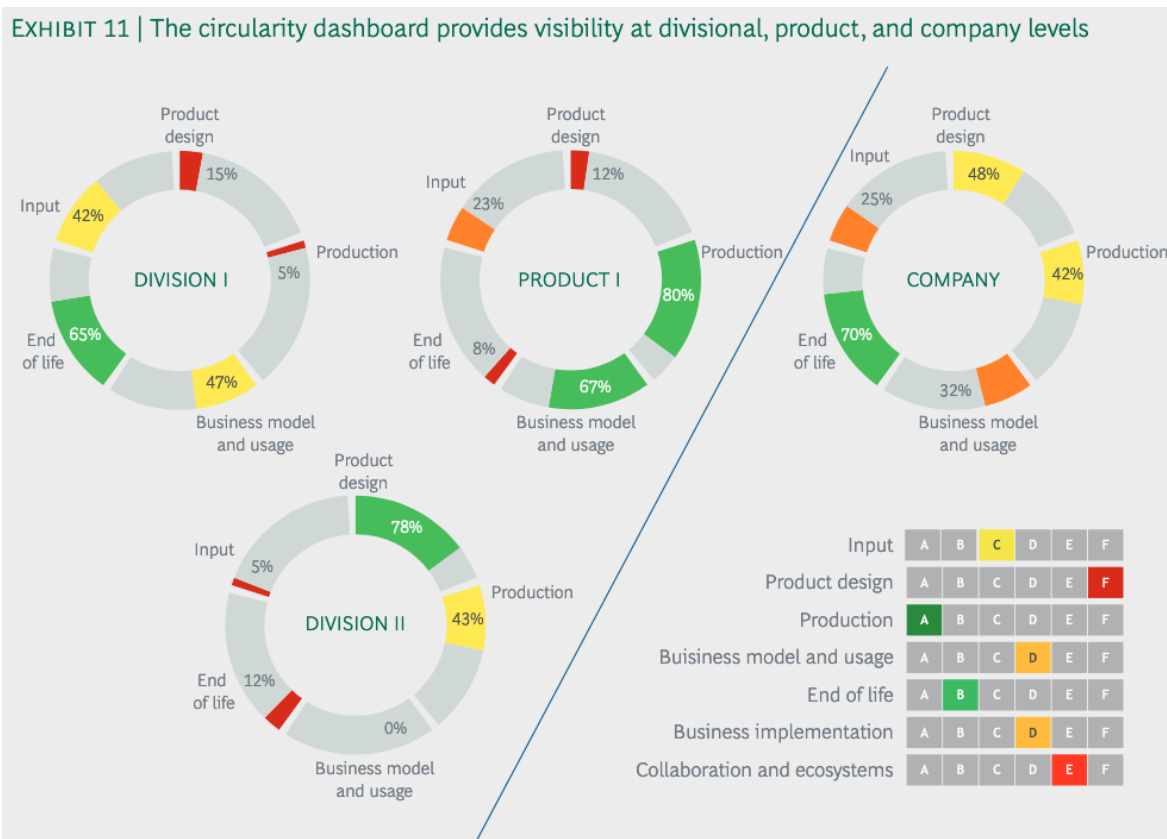 EXHIBIT 11 | The circularity dashboard provides visibility at divisional, product, and company levels
Product
design
15%
Input
42%
Production
5%
DIVISION I
End
of life
65%
47%
Business model
and usage
Product
design
12%
Input
23%
Production
80%
PRODUCT I
End
of life
8%
67%
Business model
and usage
Product
design
48%
Input
25%
Production
42%
COMPANY
End
of life
70%
32%
Business model
and usage
Product
design
78%
Input
5%
Production
43%
DIVISION II
End
of life
12%
0%
Business model
and usage
Input A B C D E F
Product design A B C D E F
Production A B C D E F
Buisiness model and usage A B C D E F
End of life A B C D E F
Business implementation A B C D E F
Collaboration and ecosystems A B C D E F